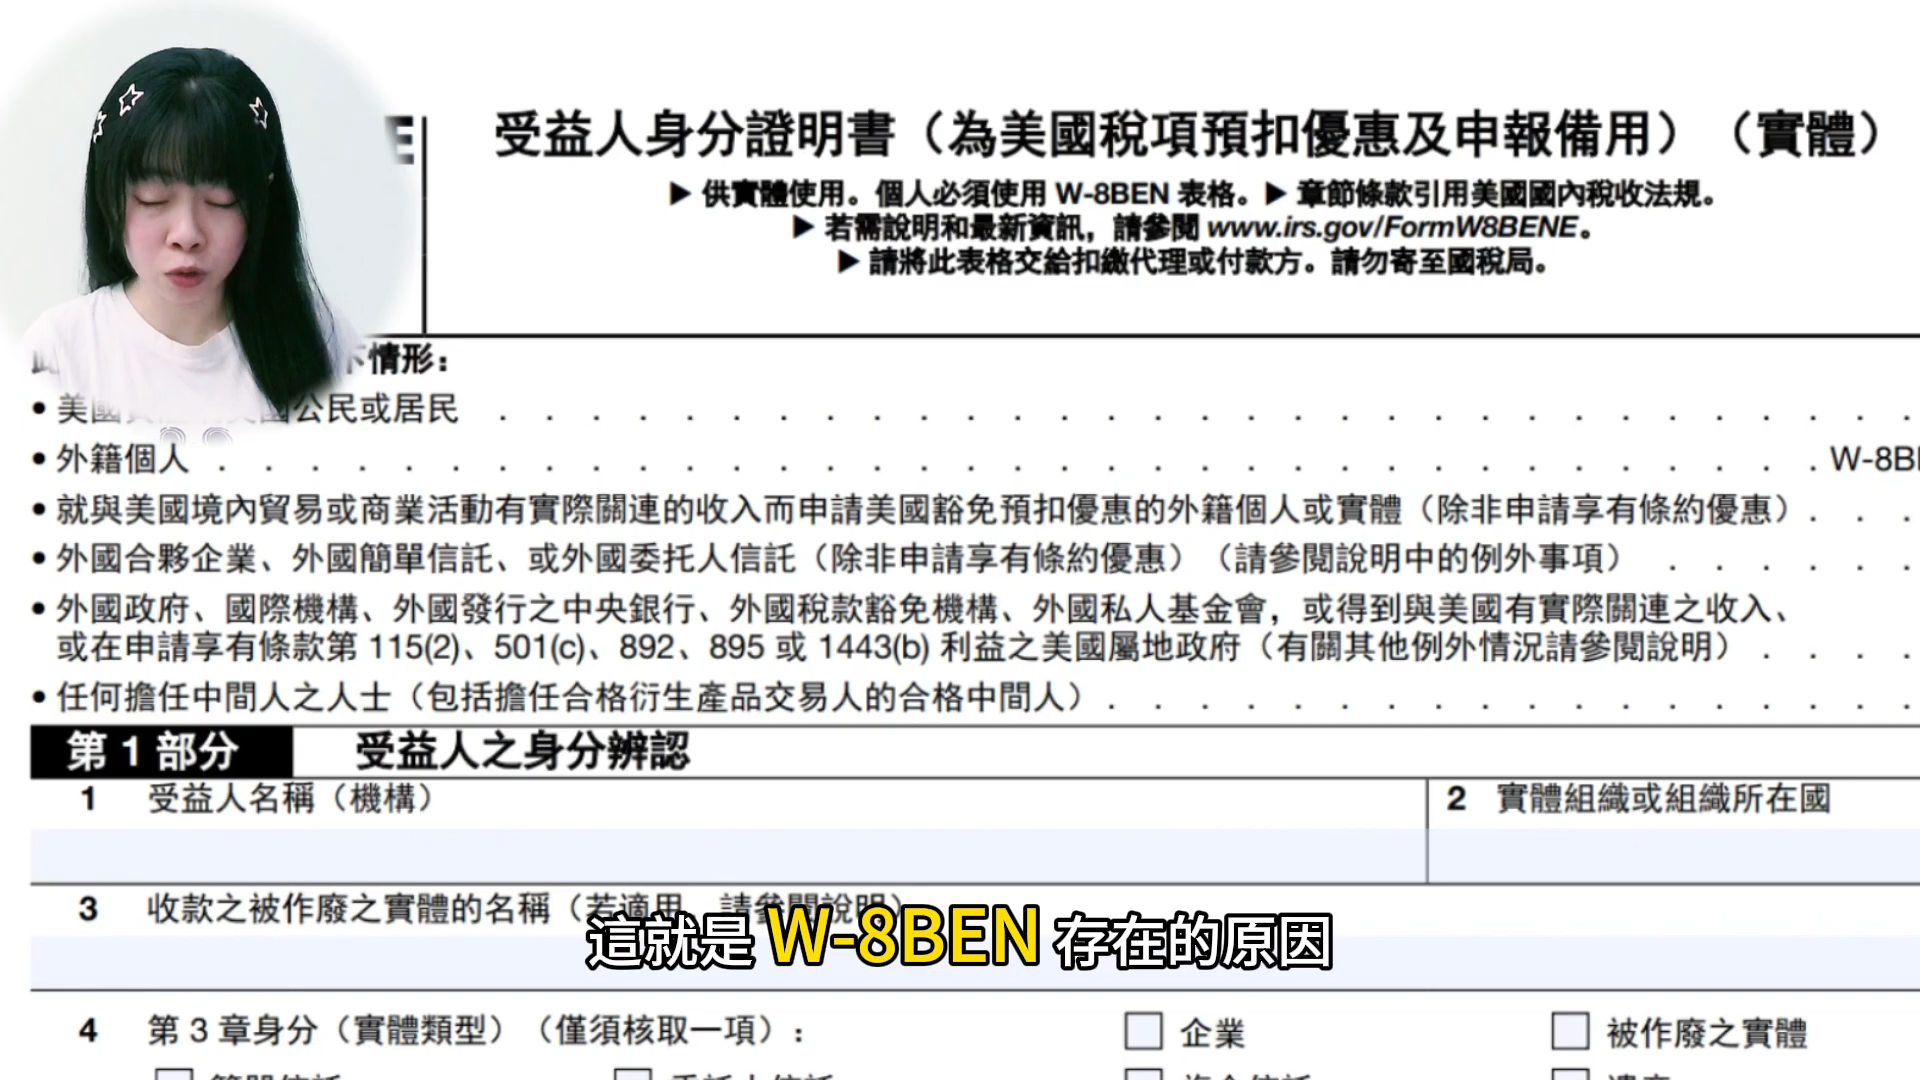 E
受益人身分證明書（為美國稅項預扣優惠及申報備用）（實體）
▶ 供實體使用。個人必須使用 W-8BEN 表格。▶ 章節條款引用美國國內稅收法規。
▶ 若需說明和最新資訊，請參閱 www.irs.gov/FormW8BENE。
▶ 請將此表格交給扣繳代理或付款方。請勿寄至國稅局。
下情形：
• 美國 公民或居民
• 外籍個人 W-8B
• 就與美國境內貿易或商業活動有實際關連的收入而申請美國豁免預扣優惠的外籍個人或實體（除非申請享有條約優惠）
• 外國合夥企業、外國簡單信託、或外國委托人信託（除非申請享有條約優惠）（請參閱說明中的例外事項）
• 外國政府、國際機構、外國發行之中央銀行、外國稅款豁免機構、外國私人基金會，或得到與美國有實際關連之收入、
或在申請享有條款第 115(2)、501(c)、892、895 或 1443(b) 利益之美國屬地政府（有關其他例外情況請參閱說明）
• 任何擔任中間人之人士（包括擔任合格衍生產品交易人的合格中間人）
第 1 部分 受益人之身分辨認
1 受益人名稱（機構） 2 實體組織或組織所在國
3 收款之被作廢之實體的名稱（若適用，請參閱說明）
這就是 W-8BEN 存在的原因
4 第 3 章身分（實體類型）（僅須核取一項）： 企業 被作廢之實體